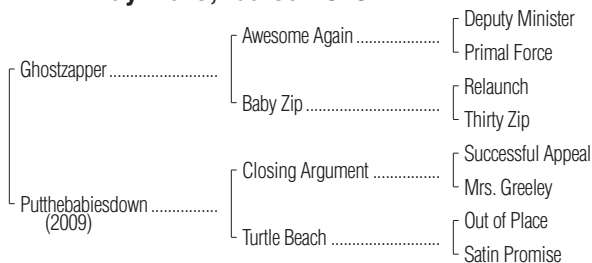 Deputy Minister
Awesome Again
Primal Force
Ghostzapper
Relaunch
Baby Zip
Thirty Zip
Successful Appeal
Closing Argument
Mrs. Greeley
Putthebabiesdown
(2009)
Out of Place
Turtle Beach
Satin Promise